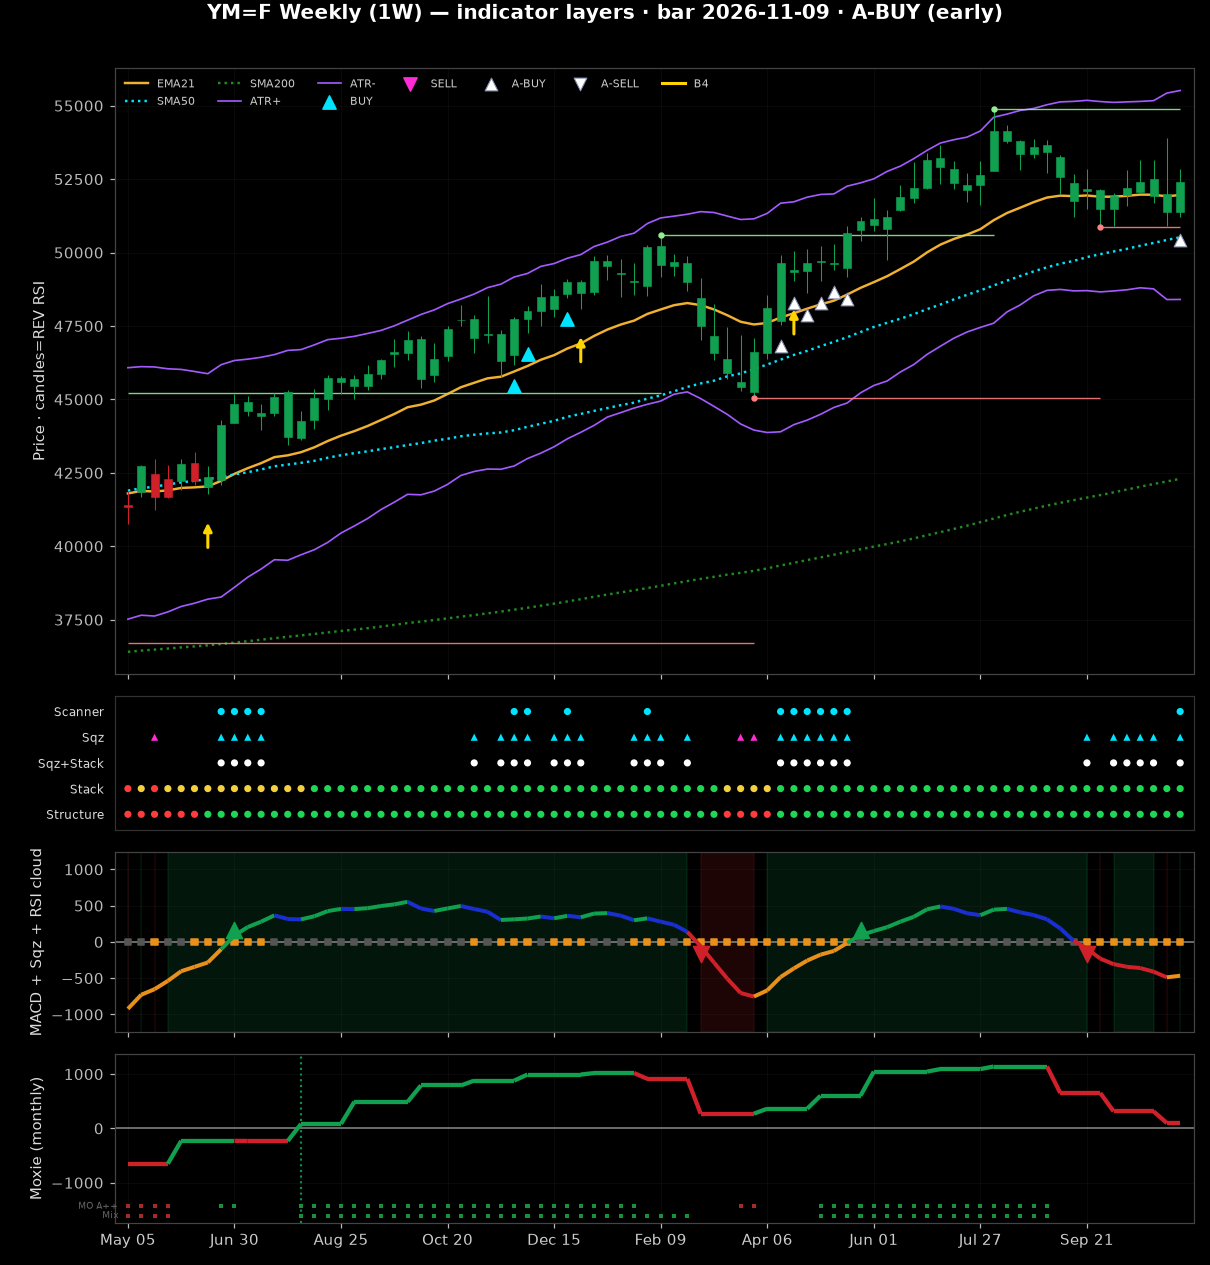 YM=F Weekly (1W) — indicator layers · bar 2026-11-09 · A-BUY (early)
EMA21 SMA200 ATR- SELL A-BUY A-SELL B4
SMA50 ATR+ BUY
55000
52500
50000
47500
45000
42500
40000
37500
Price · candles=REV RSI
Scanner
Sqz
Sqz+Stack
Stack
Structure
1000
500
0
−500
−1000
MACD + Sqz + RSI cloud
1000
0
−1000
Moxie (monthly)
MO A++
Mix
May 05 Jun 30 Aug 25 Oct 20 Dec 15 Feb 09 Apr 06 Jun 01 Jul 27 Sep 21